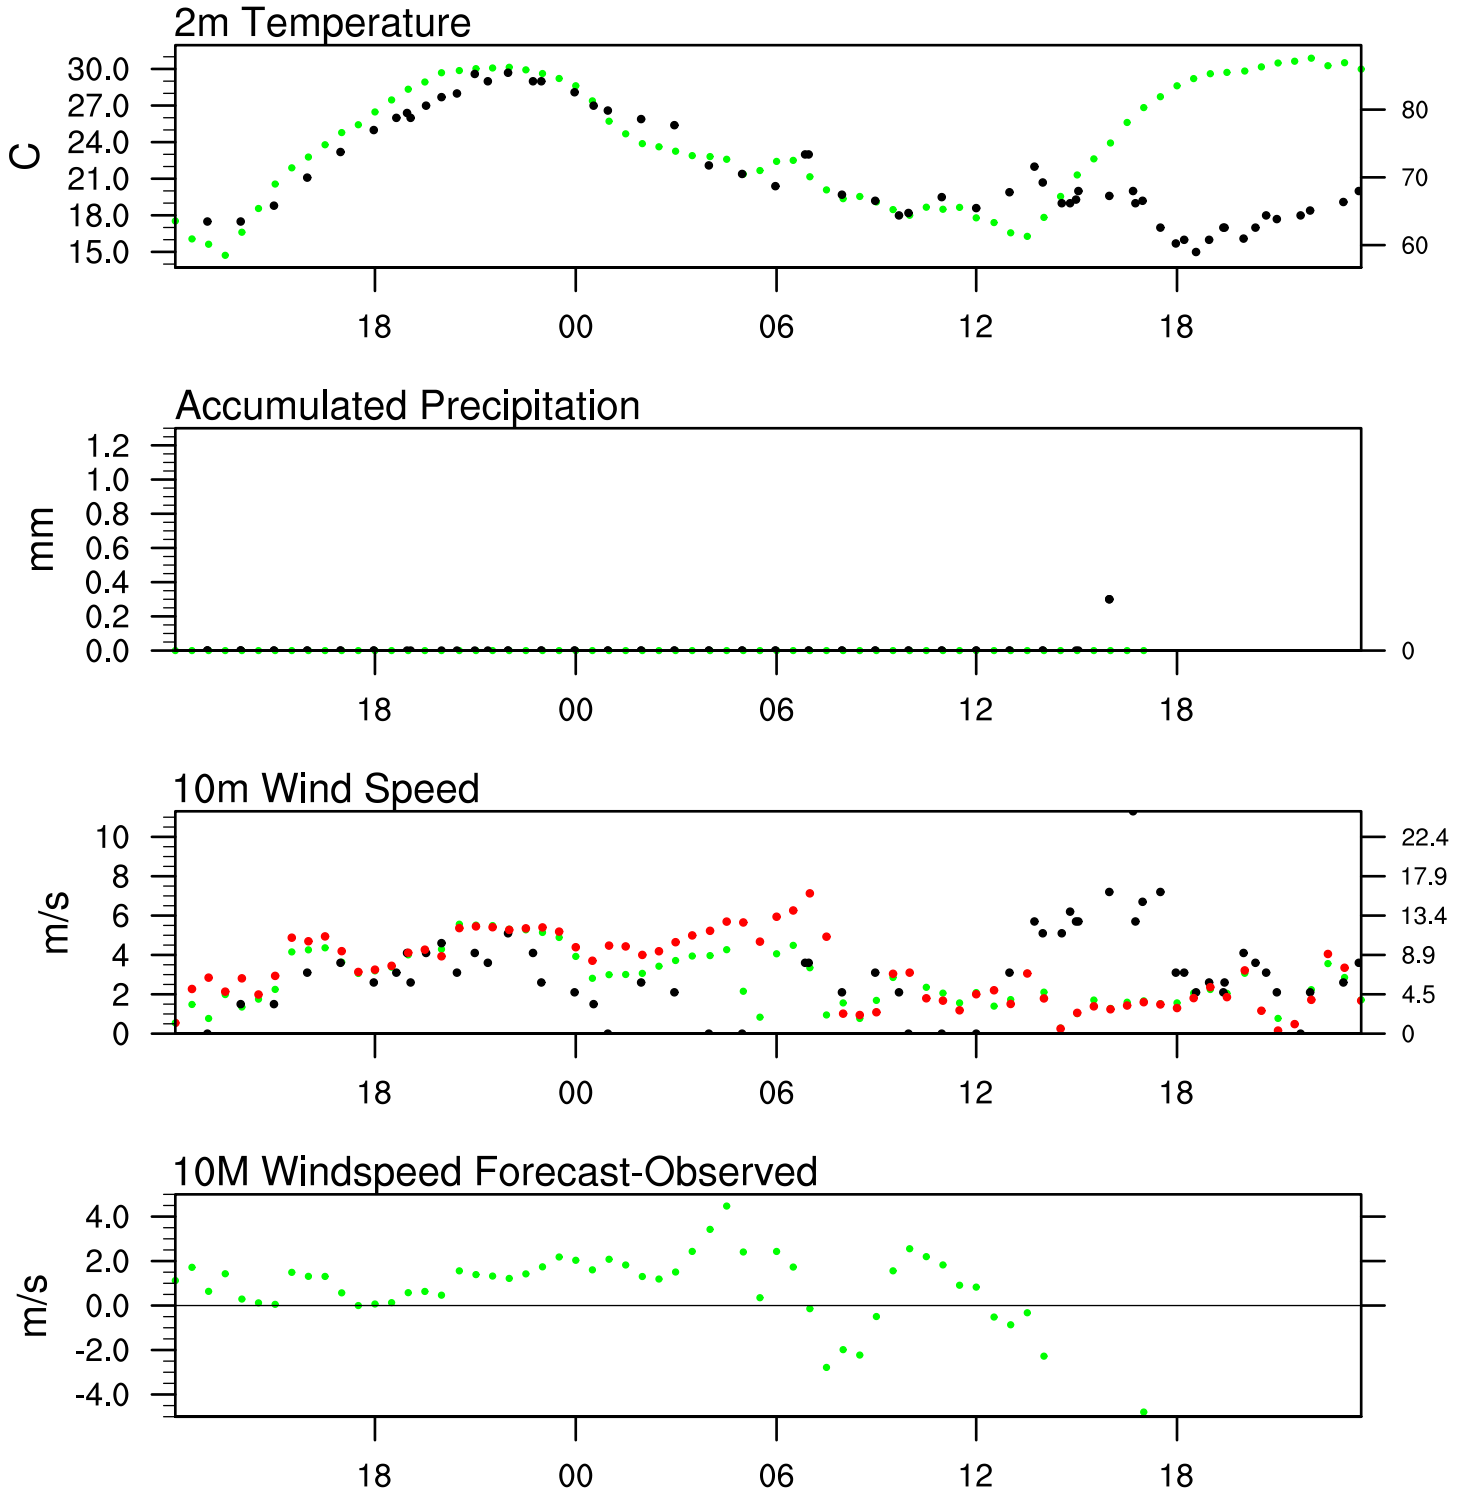 2m Temperature
30.0
27.0
24.0
21.0
18.0
15.0
C
80
70
60
18 00 06 12 18
Accumulated Precipitation
1.2
1.0
0.8
0.6
0.4
0.2
0.0
mm
0
18 00 06 12 18
10m Wind Speed
10
8
6
4
2
0
m/s
22.4
17.9
13.4
8.9
4.5
0
18 00 06 12 18
10M Windspeed Forecast-Observed
4.0
2.0
0.0
-2.0
-4.0
m/s
18 00 06 12 18